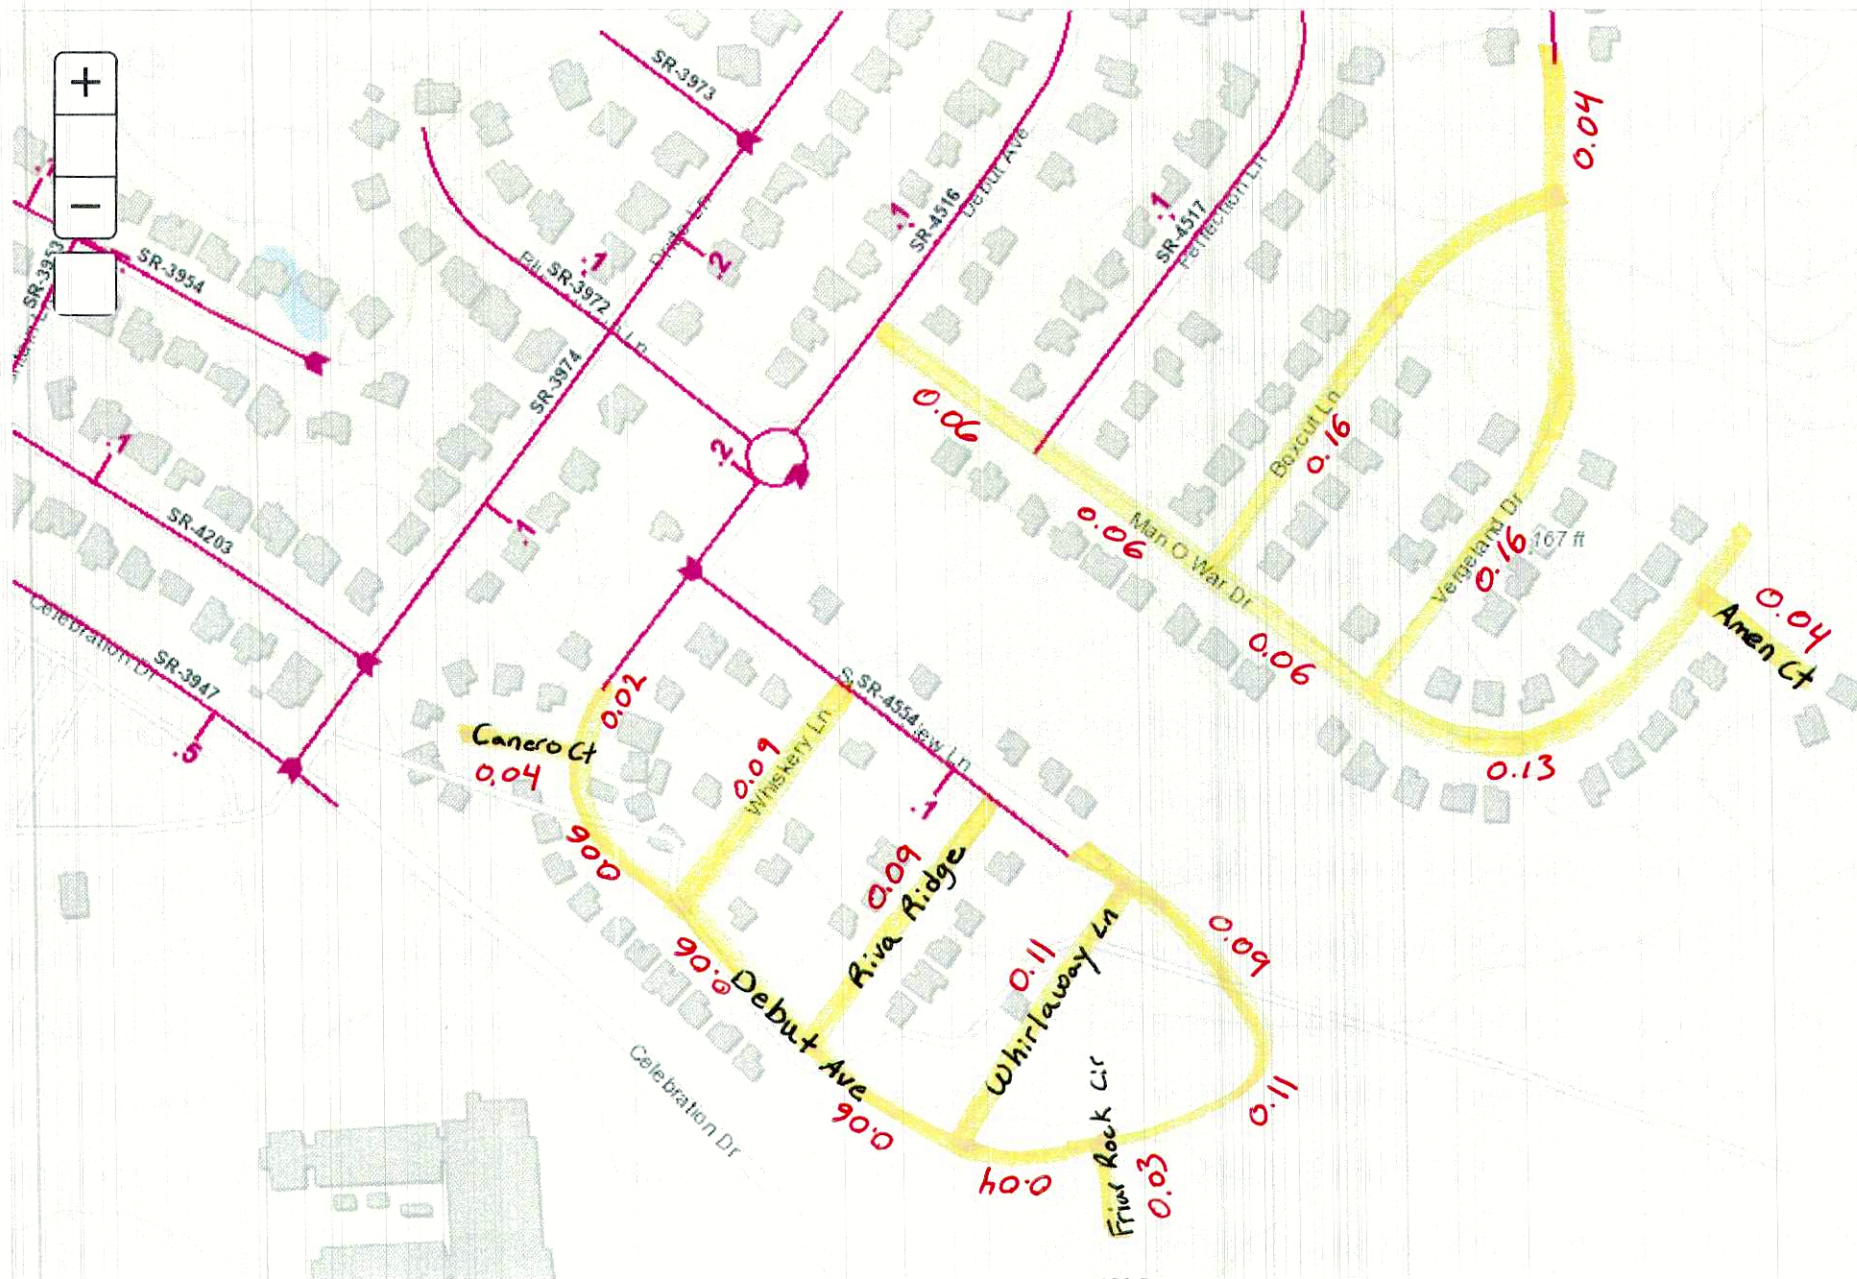 +
−
SR-3973
SR-3953
SR-3954
.1
SR-3972
.1
.2
Pride Ln
SR-4516
Debut Ave
.1
SR-4517
Perfection Ln
.1
0.04
SR-3974
.1
.2
0.06
Boxcut Ln
0.16
SR-4203
.1
0.06
Man O War Dr
Vergeland Dr
0.16
167 ft
Celebration Dr
SR-3947
.5
0.06
0.04
Amen Ct
0.02
SR-4554
Canero Ct
0.04
0.09
Whiskery Ln
.1
0.13
0.06
0.09
Riva Ridge
0.09
0.06
0.11
Whirlaway Ln
Debut Ave
Celebration Dr
0.06
0.11
0.04
Friar Rock Cir
0.03